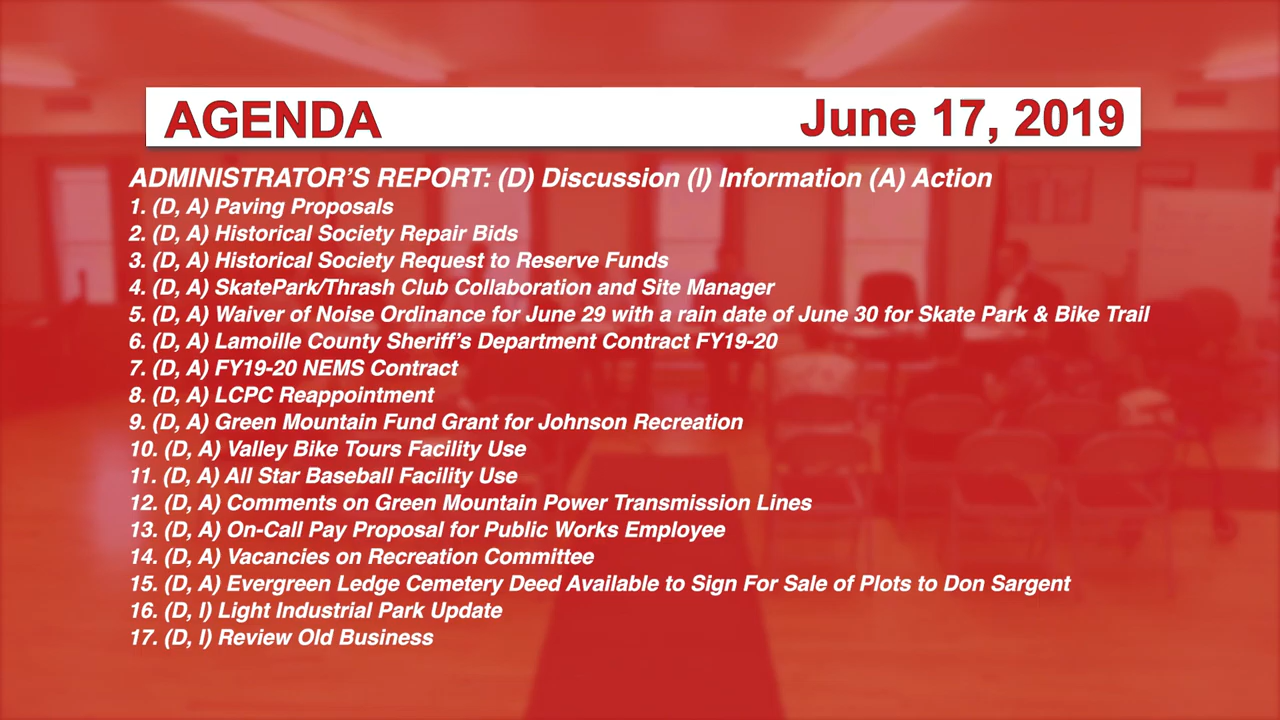 AGENDA
June 17, 2019
ADMINISTRATOR'S REPORT: (D) Discussion (I) Information (A) Action
1. (D, A) Paving Proposals
2. (D, A) Historical Society Repair Bids
3. (D, A) Historical Society Request to Reserve Funds
4. (D, A) SkatePark/Thrash Club Collaboration and Site Manager
5. (D, A) Waiver of Noise Ordinance for June 29 with a rain date of June 30 for Skate Park & Bike Trail
6. (D, A) Lamoille County Sheriff's Department Contract FY19-20
7. (D, A) FY19-20 NEMS Contract
8. (D, A) LCPC Reappointment
9. (D, A) Green Mountain Fund Grant for Johnson Recreation
10. (D, A) Valley Bike Tours Facility Use
11. (D, A) All Star Baseball Facility Use
12. (D, A) Comments on Green Mountain Power Transmission Lines
13. (D, A) On-Call Pay Proposal for Public Works Employee
14. (D, A) Vacancies on Recreation Committee
15. (D, A) Evergreen Ledge Cemetery Deed Available to Sign For Sale of Plots to Don Sargent
16. (D, I) Light Industrial Park Update
17. (D, I) Review Old Business